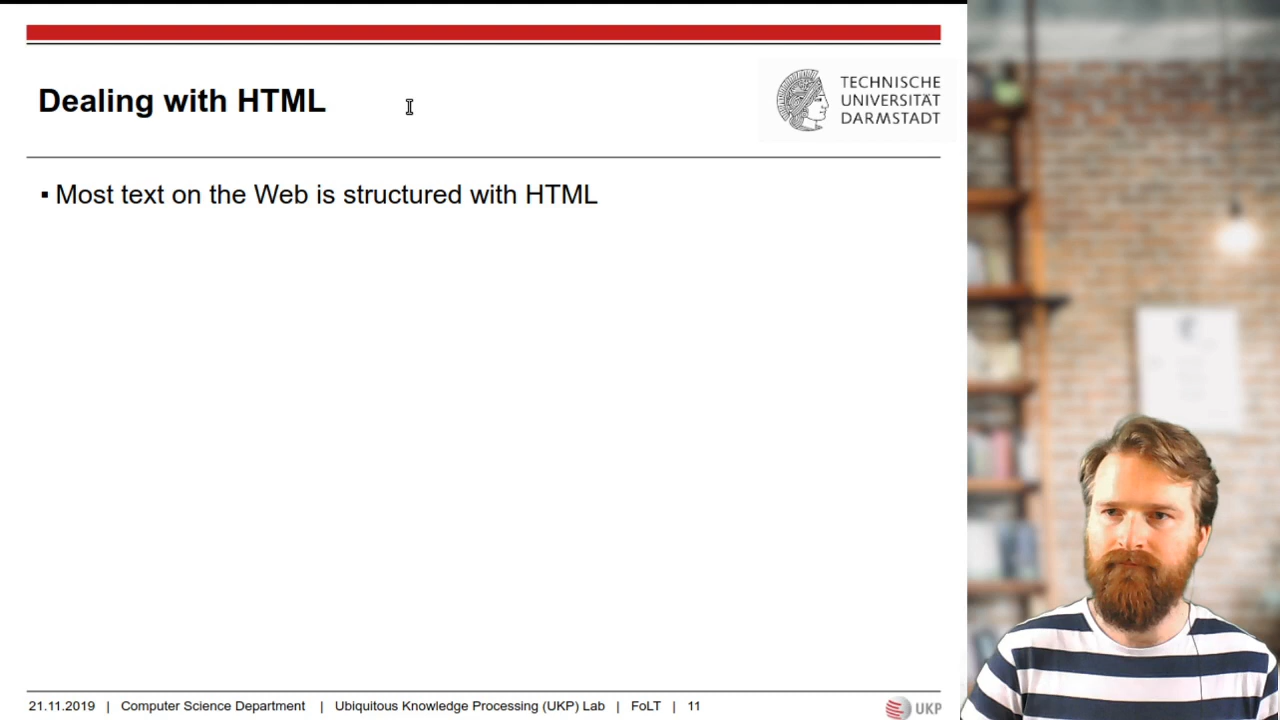 Dealing with HTML
TECHNISCHE
UNIVERSITÄT
DARMSTADT
▪ Most text on the Web is structured with HTML
21.11.2019 | Computer Science Department | Ubiquitous Knowledge Processing (UKP) Lab | FoLT | 11
UKP